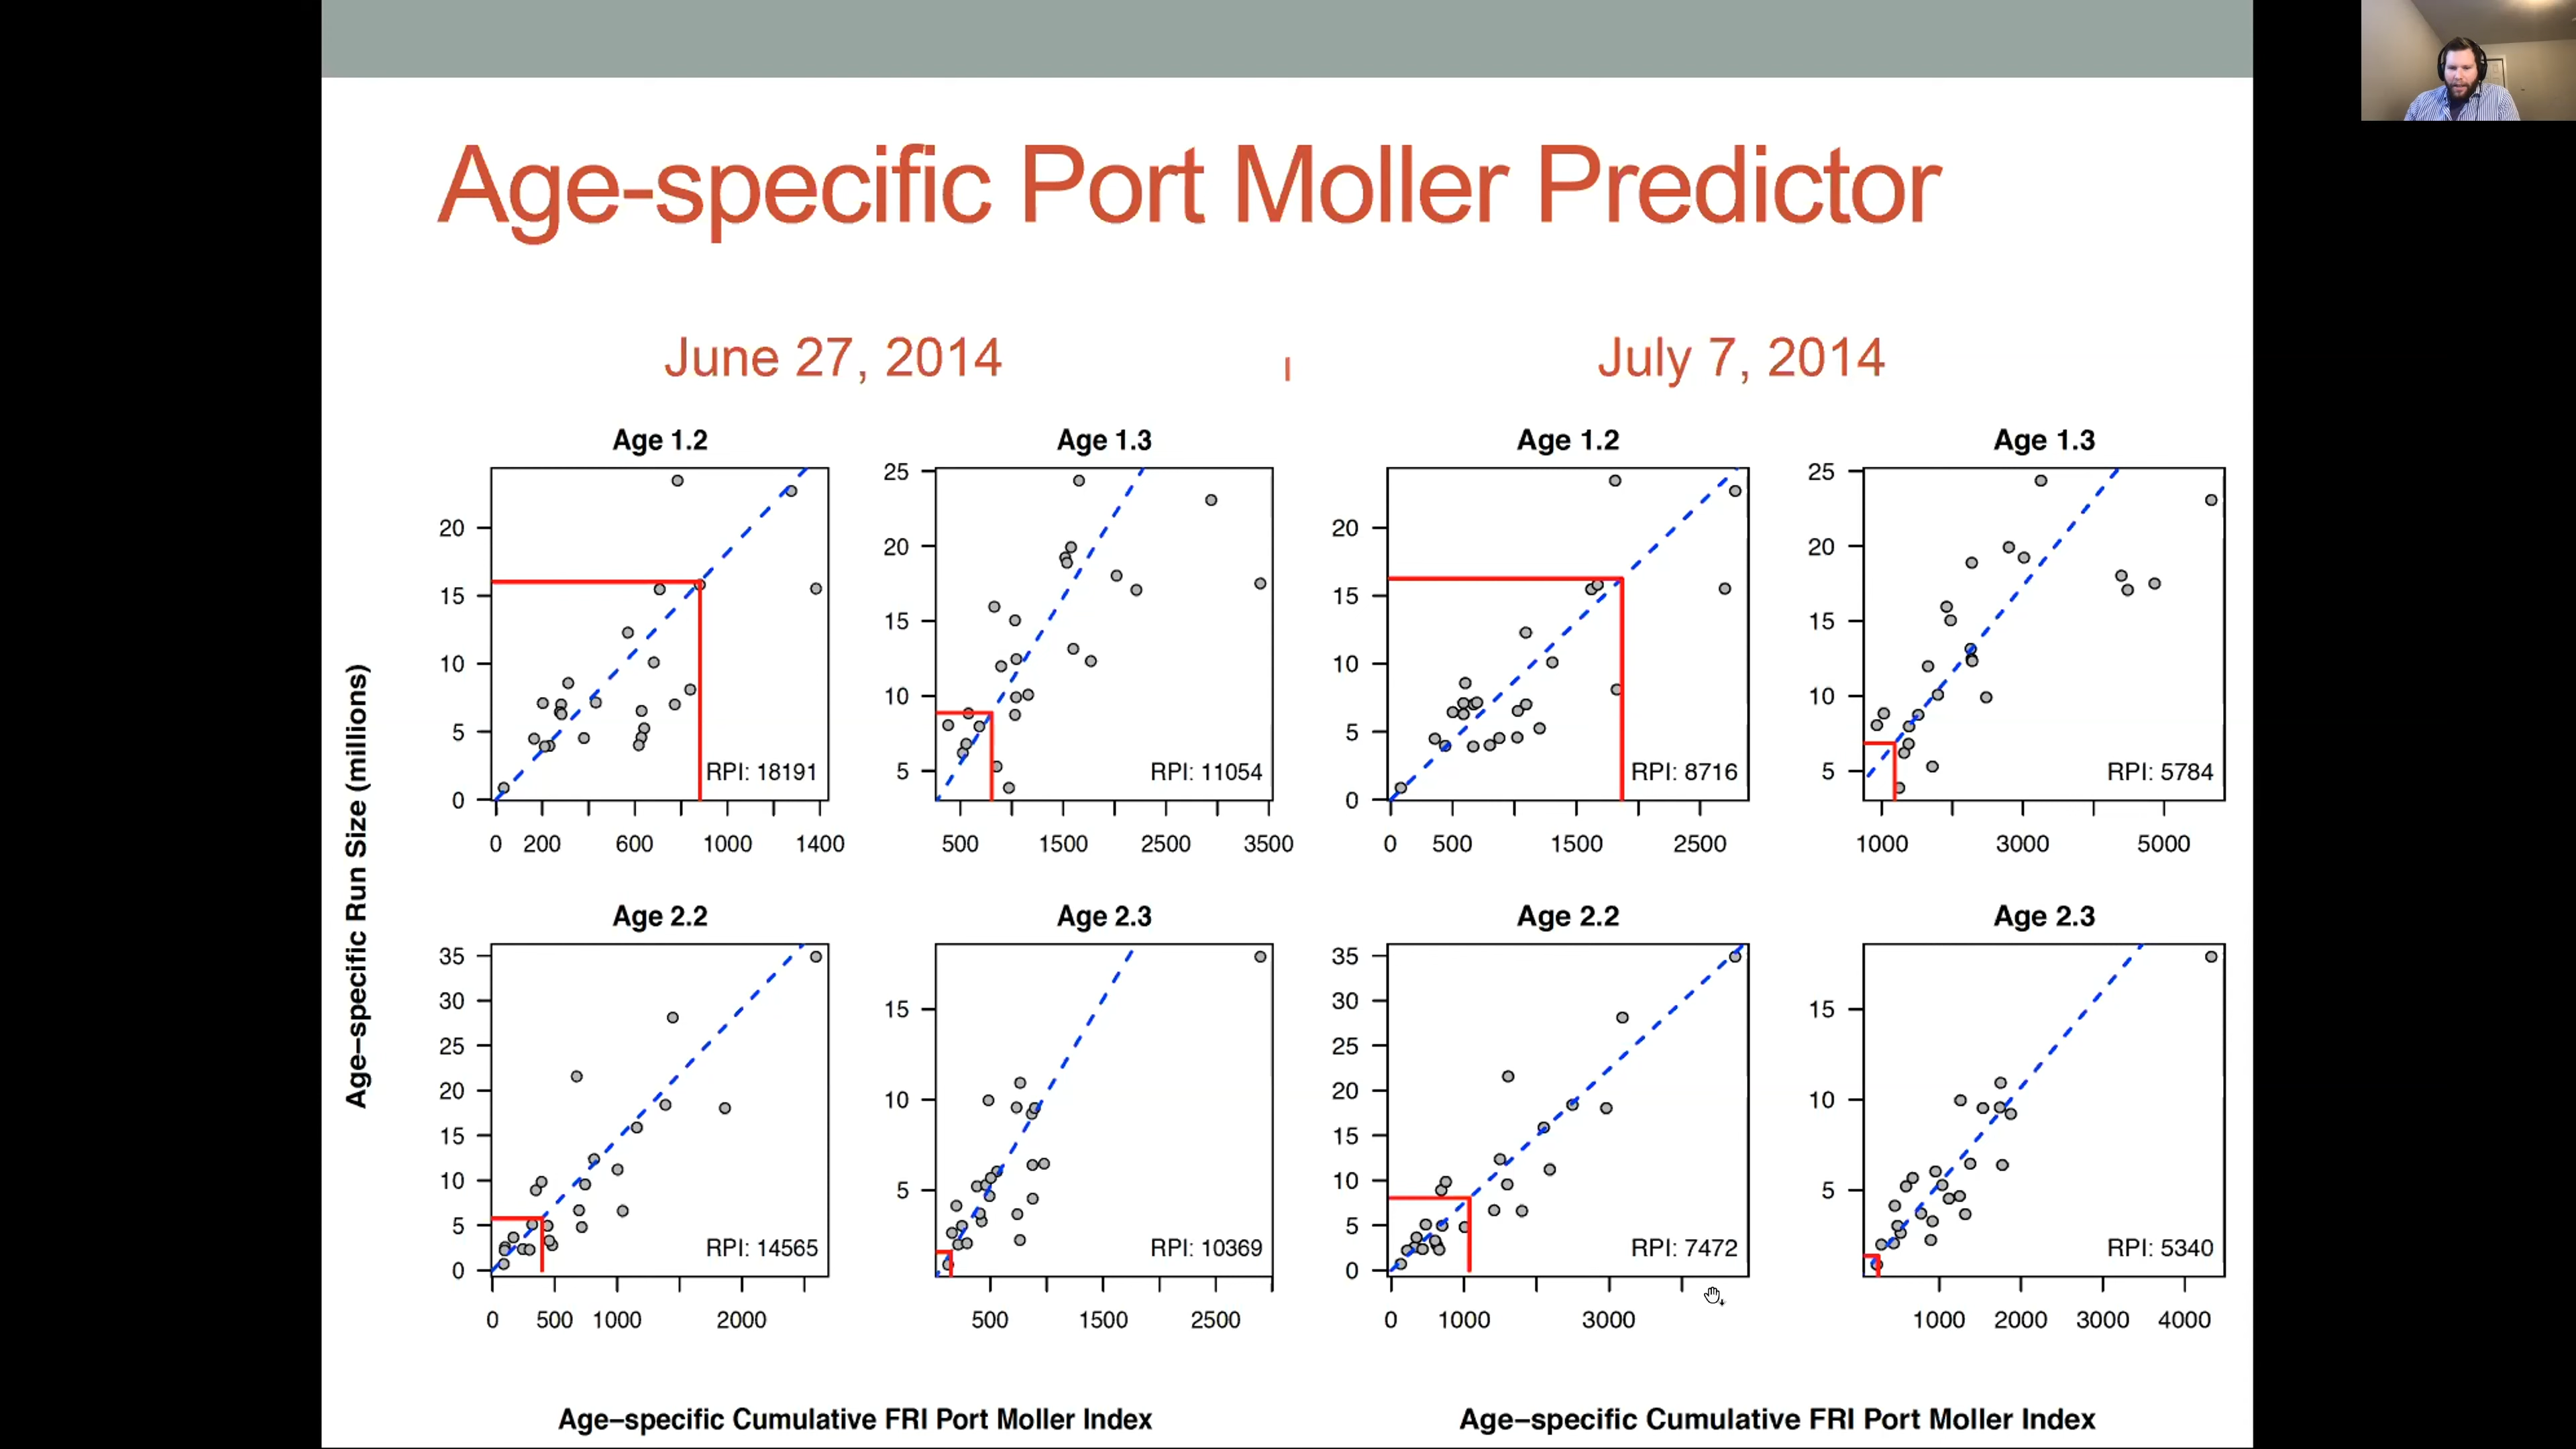 Age-specific Port Moller Predictor
June 27, 2014
July 7, 2014
Age-specific Run Size (millions)
Age 1.2
20
15
10
5
0
RPI: 18191
0 200 600 1000 1400
Age 1.3
25
20
15
10
5
RPI: 11054
500 1500 2500 3500
Age 1.2
20
15
10
5
0
RPI: 8716
0 500 1500 2500
Age 1.3
25
20
15
10
5
RPI: 5784
1000 3000 5000
Age 2.2
35
30
25
20
15
10
5
0
RPI: 14565
0 500 1000 2000
Age 2.3
15
10
5
RPI: 10369
500 1500 2500
Age 2.2
35
30
25
20
15
10
5
0
RPI: 7472
0 1000 3000
Age 2.3
15
10
5
RPI: 5340
1000 2000 3000 4000
Age-specific Cumulative FRI Port Moller Index
Age-specific Cumulative FRI Port Moller Index